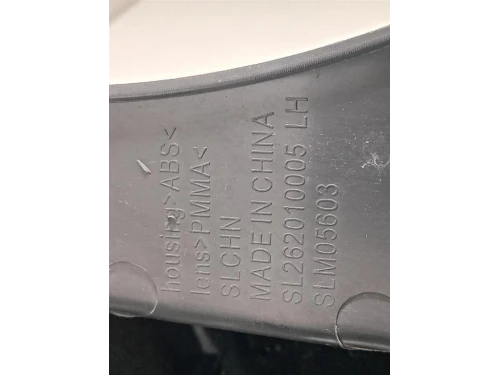 housing>ABS<
lens>PMMA<
SLCHN
MADE IN CHINA
SL262010005 LH
SLM05603